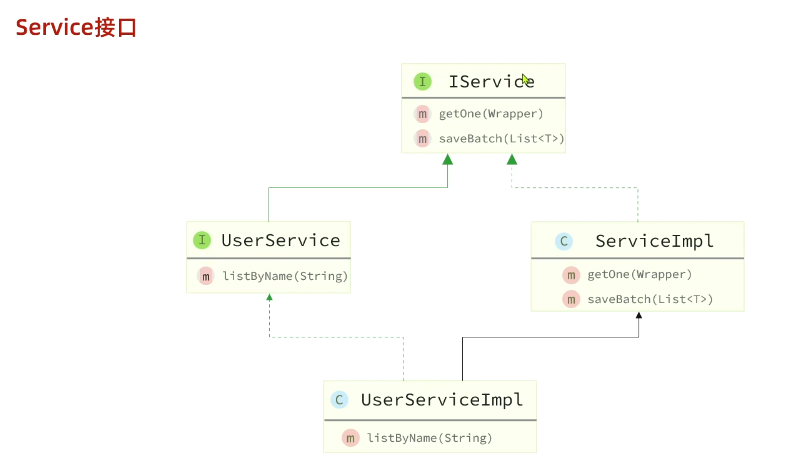 Service接口
I IService
m getOne(Wrapper)
m saveBatch(List<T>)
I UserService
m listByName(String)
C ServiceImpl
m getOne(Wrapper)
m saveBatch(List<T>)
C UserServiceImpl
m listByName(String)